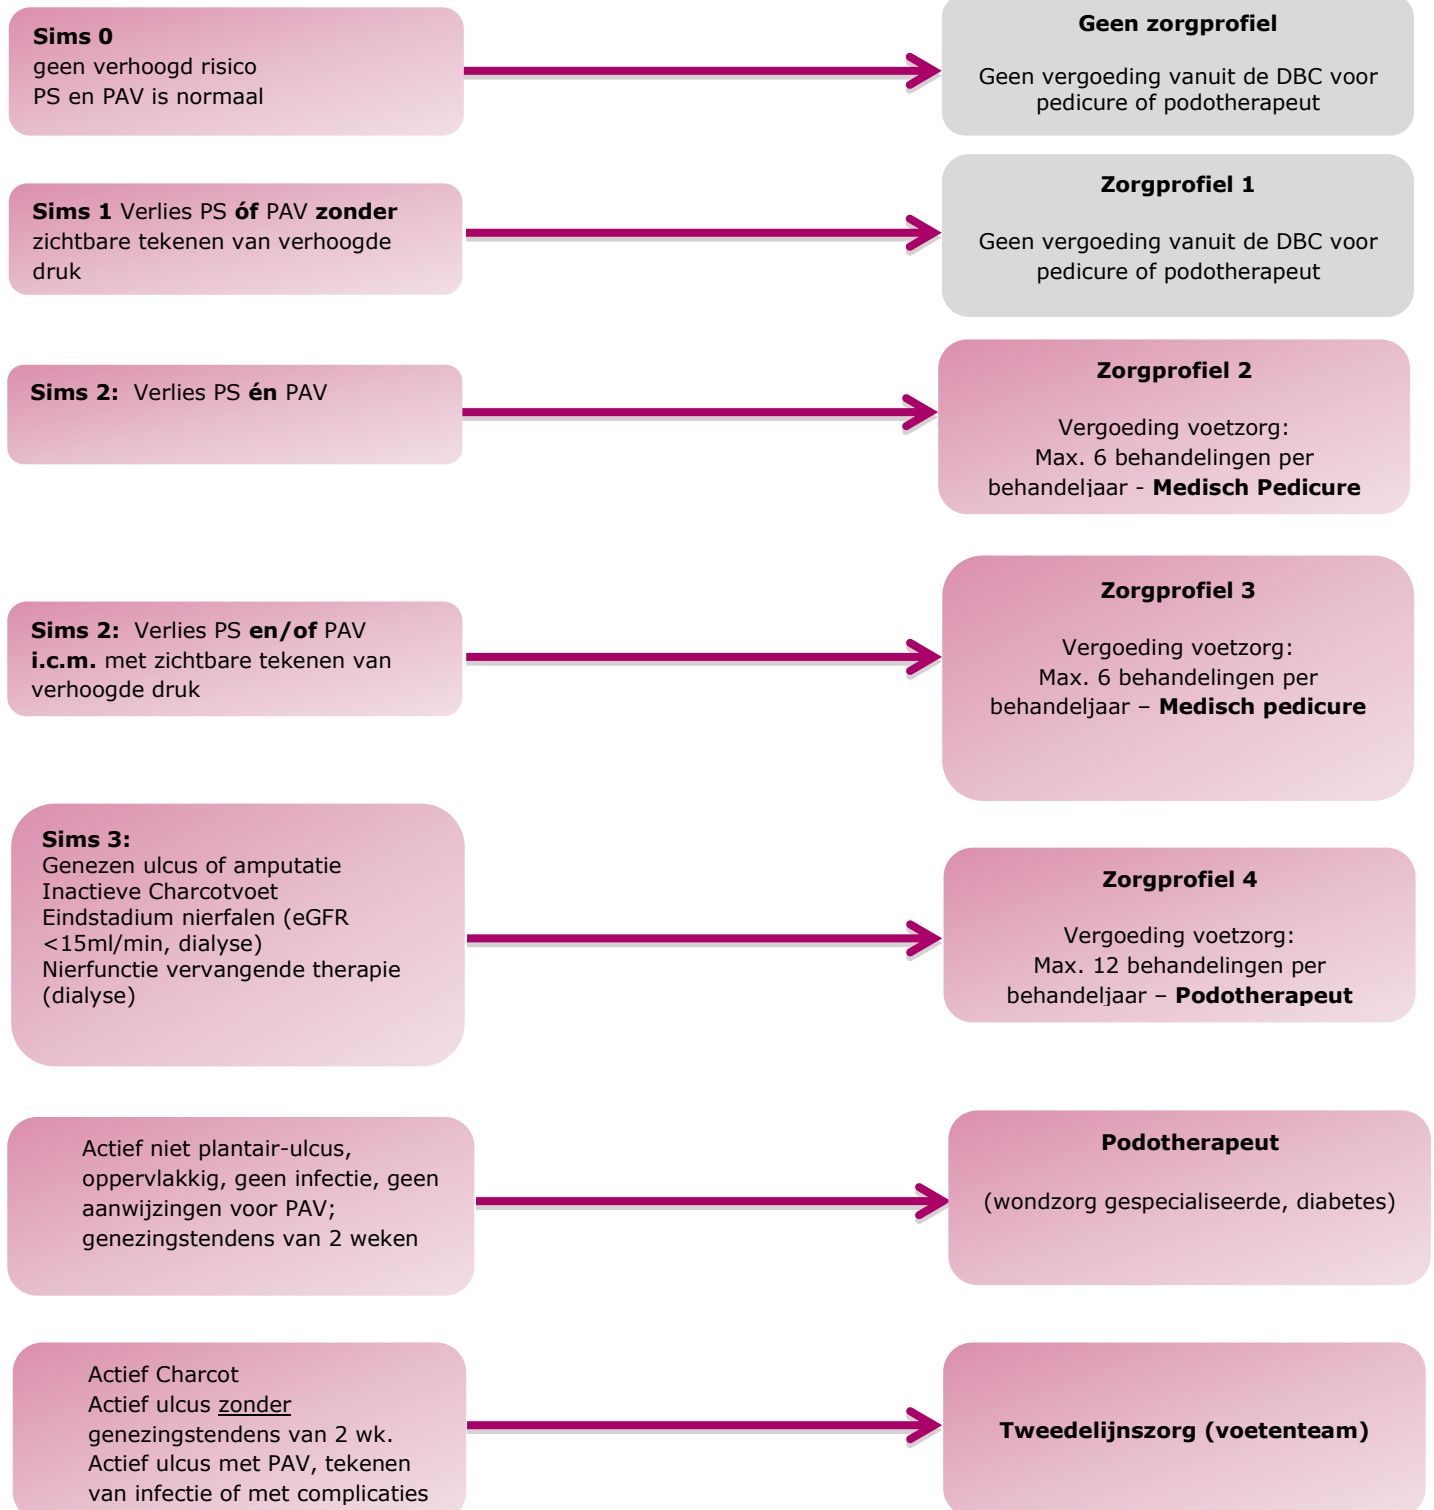 Sims 0
geen verhoogd risico
PS en PAV is normaal
Geen zorgprofiel
Geen vergoeding vanuit de DBC voor
pedicure of podotherapeut
Sims 1 Verlies PS óf PAV zonder
zichtbare tekenen van verhoogde
druk
Zorgprofiel 1
Geen vergoeding vanuit de DBC voor
pedicure of podotherapeut
Sims 2: Verlies PS én PAV
Zorgprofiel 2
Vergoeding voetzorg:
Max. 6 behandelingen per
behandeljaar - Medisch Pedicure
Sims 2: Verlies PS en/of PAV
i.c.m. met zichtbare tekenen van
verhoogde druk
Zorgprofiel 3
Vergoeding voetzorg:
Max. 6 behandelingen per
behandeljaar – Medisch pedicure
Sims 3:
Genezen ulcus of amputatie
Inactieve Charcotvoet
Eindstadium nierfalen (eGFR
<15ml/min, dialyse)
Nierfunctie vervangende therapie
(dialyse)
Zorgprofiel 4
Vergoeding voetzorg:
Max. 12 behandelingen per
behandeljaar – Podotherapeut
Actief niet plantair-ulcus,
oppervlakkig, geen infectie, geen
aanwijzingen voor PAV;
genezingstendens van 2 weken
Podotherapeut
(wondzorg gespecialiseerde, diabetes)
Actief Charcot
Actief ulcus zonder
genezingstendens van 2 wk.
Actief ulcus met PAV, tekenen
van infectie of met complicaties
Tweedelijnszorg (voetenteam)